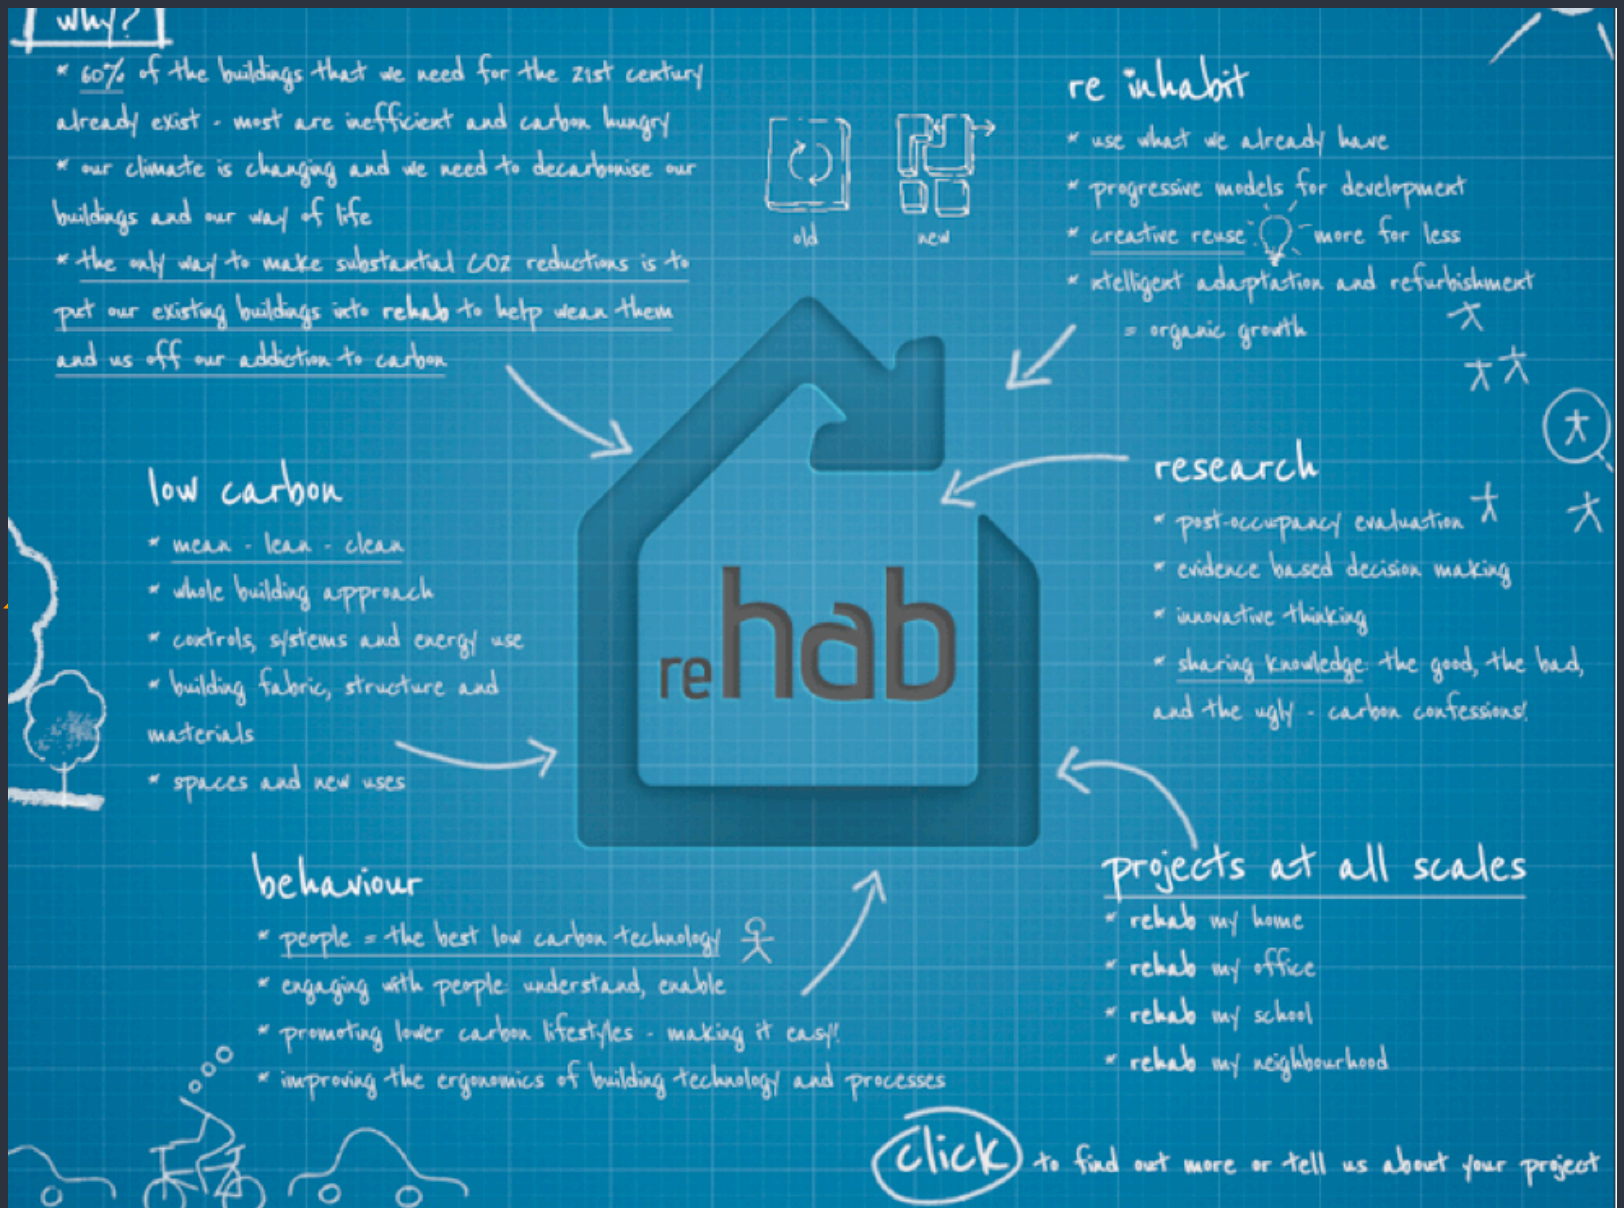 why?
* 60% of the buildings that we need for the 21st century
already exist - most are inefficient and carbon hungry
* our climate is changing and we need to decarbonise our
buildings and our way of life
* the only way to make substantial CO2 reductions is to
put our existing buildings into rehab to help wean them
and us off our addiction to carbon
old
new
re inhabit
* use what we already have
* progressive models for development
* creative reuse: more for less
* ntelligent adaptation and refurbishment
= organic growth
low carbon
* mean - lean - clean
* whole building approach
* controls, systems and energy use
* building fabric, structure and
materials
* spaces and new uses
rehab
research
* post-occupancy evaluation
* evidence based decision making
* innovative thinking
* sharing knowledge: the good, the bad,
and the ugly - carbon confessions!
behaviour
* people = the best low carbon technology
* engaging with people: understand, enable
* promoting lower carbon lifestyles - making it easy!
* improving the ergonomics of building technology and processes
projects at all scales
* rehab my home
* rehab my office
* rehab my school
* rehab my neighbourhood
click to find out more or tell us about your project